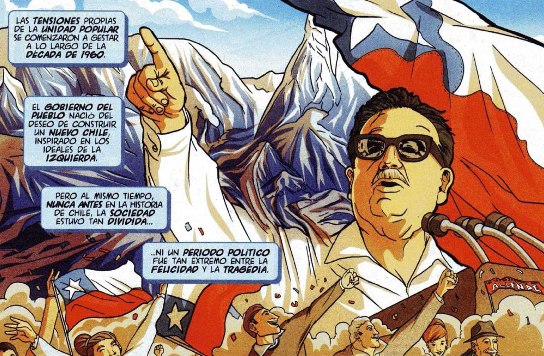 LAS TENSIONES PROPIAS
DE LA UNIDAD POPULAR
SE COMENZARON A GESTAR
A LO LARGO DE LA
DÉCADA DE 1960.
EL GOBIERNO DEL
PUEBLO NACIÓ DEL
DESEO DE CONSTRUIR
UN NUEVO CHILE,
INSPIRADO EN LOS
IDEALES DE LA
IZQUIERDA.
PERO AL MISMO TIEMPO,
NUNCA ANTES EN LA HISTORIA
DE CHILE, LA SOCIEDAD
ESTUVO TAN DIVIDIDA...
...NI UN PERIODO POLITICO
FUE TAN EXTREMO ENTRE LA
FELICIDAD Y LA TRAGEDIA.